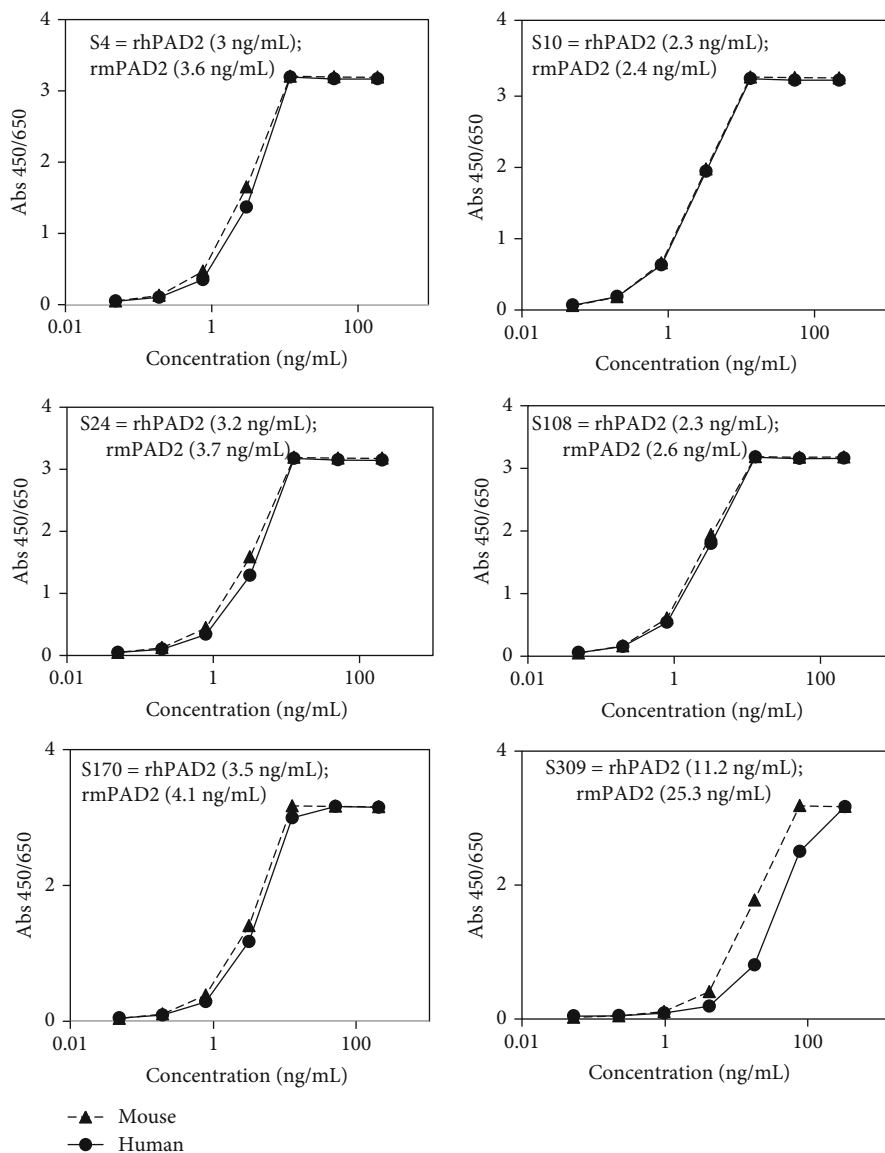 4
3
2
1
0
Abs 450/650
S4 = rhPAD2 (3 ng/mL);
rmPAD2 (3.6 ng/mL)
0.01
1
100
Concentration (ng/mL)
4
3
2
1
0
Abs 450/650
S10 = rhPAD2 (2.3 ng/mL);
rmPAD2 (2.4 ng/mL)
0.01
1
100
Concentration (ng/mL)
4
3
2
1
0
Abs 450/650
S24 = rhPAD2 (3.2 ng/mL);
rmPAD2 (3.7 ng/mL)
0.01
1
100
Concentration (ng/mL)
4
3
2
1
0
Abs 450/650
S108 = rhPAD2 (2.3 ng/mL);
rmPAD2 (2.6 ng/mL)
0.01
1
100
Concentration (ng/mL)
4
2
0
Abs 450/650
S170 = rhPAD2 (3.5 ng/mL);
rmPAD2 (4.1 ng/mL)
0.01
1
100
Concentration (ng/mL)
4
2
0
Abs 450/650
S309 = rhPAD2 (11.2 ng/mL);
rmPAD2 (25.3 ng/mL)
0.01
1
100
Concentration (ng/mL)
Mouse
Human